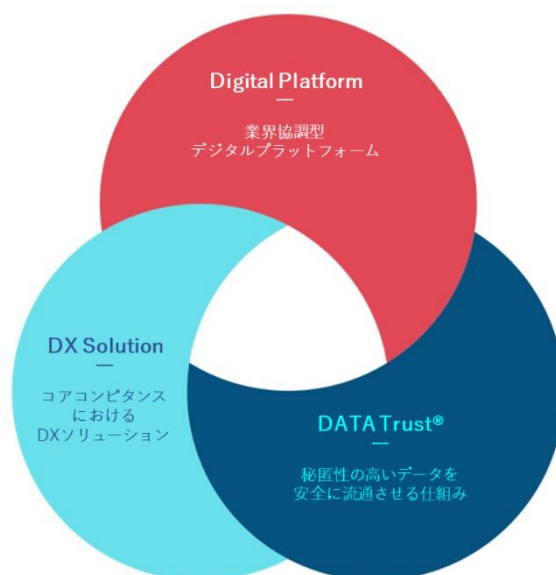 Digital Platform
業界協調型
デジタルプラットフォーム
DX Solution
コアコンピタンス
における
DXソリューション
DATA Trust®
秘匿性の高いデータを
安全に流通させる仕組み